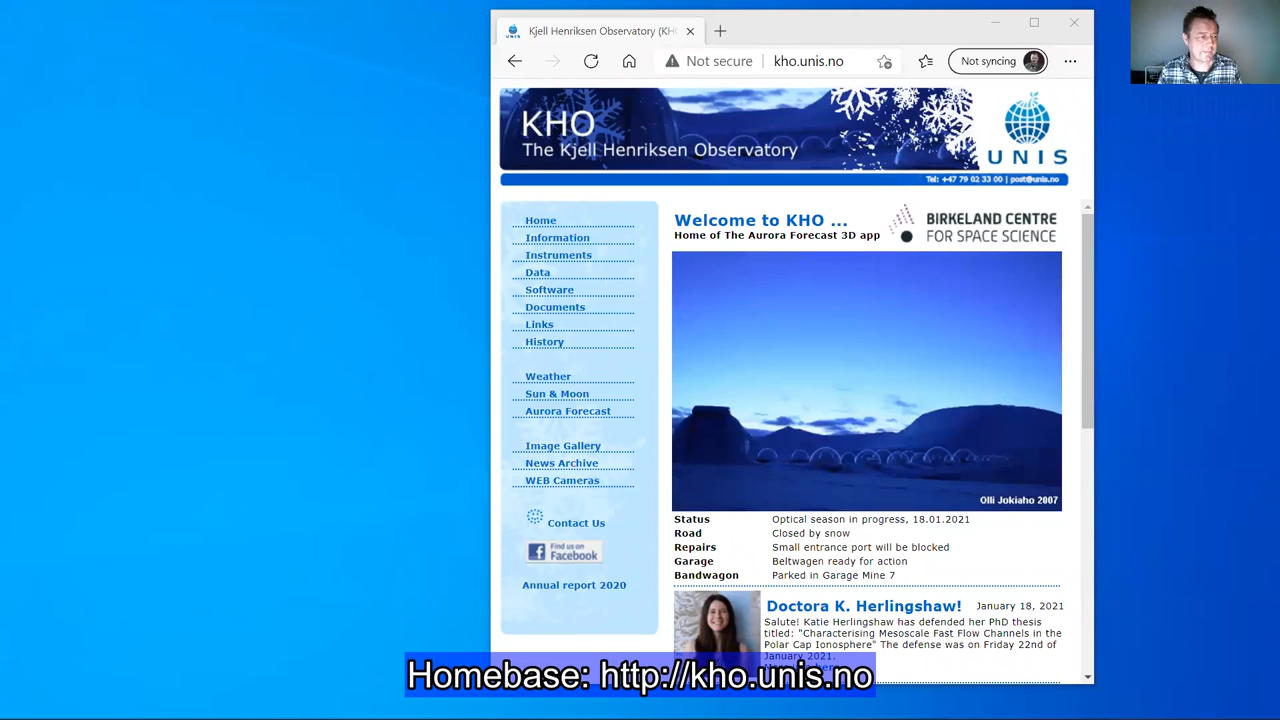 Kjell Henriksen Observatory (KH
Not secure
kho.unis.no
Not syncing
KHO
The Kjell Henriksen Observatory
UNIS
Tel: +47 79 02 33 00 | post@unis.no
Home
Information
Instruments
Data
Software
Documents
Links
History
Weather
Sun & Moon
Aurora Forecast
Image Gallery
News Archive
WEB Cameras
Contact Us
Find us on
Facebook
Annual report 2020
Welcome to KHO ...
Home of The Aurora Forecast 3D app
BIRKELAND CENTRE
FOR SPACE SCIENCE
Olli Jokiaho 2007
Status Optical season in progress, 18.01.2021
Road Closed by snow
Repairs Small entrance port will be blocked
Garage Beltwagen ready for action
Bandwagon Parked in Garage Mine 7
Doctora K. Herlingshaw! January 18, 2021
Salute! Katie Herlingshaw has defended her PhD thesis
titled: "Characterising Mesoscale Fast Flow Channels in the
Polar Cap Ionosphere" The defense was on Friday 22nd of
January 2021.
Homebase: http://kho.unis.no